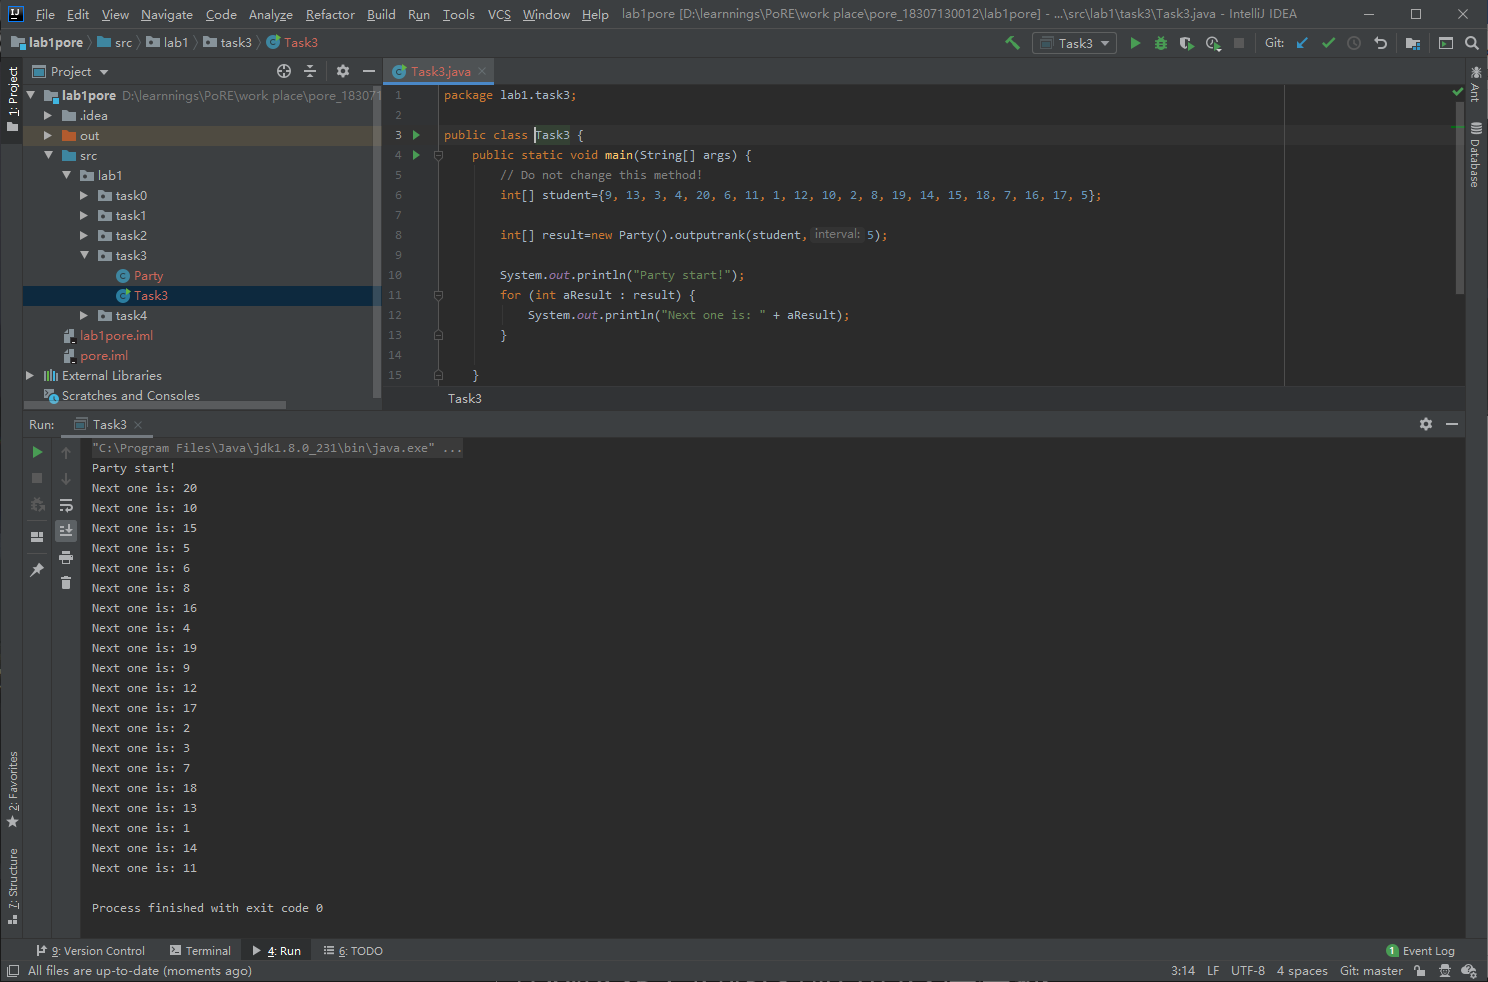 File Edit View Navigate Code Analyze Refactor Build Run Tools VCS Window Help lab1pore [D:\learnnings\PoRE\work place\pore_18307130012\lab1pore] - ...\src\lab1\task3\Task3.java - IntelliJ IDEA
lab1pore src lab1 task3 Task3 Task3 Git:
Project
Task3.java
1: Project
lab1pore D:\learnnings\PoRE\work place\pore_18307
.idea
out
src
lab1
task0
task1
task2
task3
Party
Task3
task4
lab1pore.iml
pore.iml
External Libraries
Scratches and Consoles
1 package lab1.task3;
2
3 public class Task3 {
4 public static void main(String[] args) {
5 // Do not change this method!
6 int[] student={9, 13, 3, 4, 20, 6, 11, 1, 12, 10, 2, 8, 19, 14, 15, 18, 7, 16, 17, 5};
7
8 int[] result=new Party().outputrank(student, interval: 5);
9
10 System.out.println("Party start!");
11 for (int aResult : result) {
12 System.out.println("Next one is: " + aResult);
13 }
14
15 }
Task3
Ant
Database
Run: Task3
"C:\Program Files\Java\jdk1.8.0_231\bin\java.exe" ...
Party start!
Next one is: 20
Next one is: 10
Next one is: 15
Next one is: 5
Next one is: 6
Next one is: 8
Next one is: 16
Next one is: 4
Next one is: 19
Next one is: 9
Next one is: 12
Next one is: 17
Next one is: 2
Next one is: 3
Next one is: 7
Next one is: 18
Next one is: 13
Next one is: 1
Next one is: 14
Next one is: 11
Process finished with exit code 0
2: Favorites
7: Structure
9: Version Control Terminal 4: Run 6: TODO 1 Event Log
All files are up-to-date (moments ago) 3:14 LF UTF-8 4 spaces Git: master